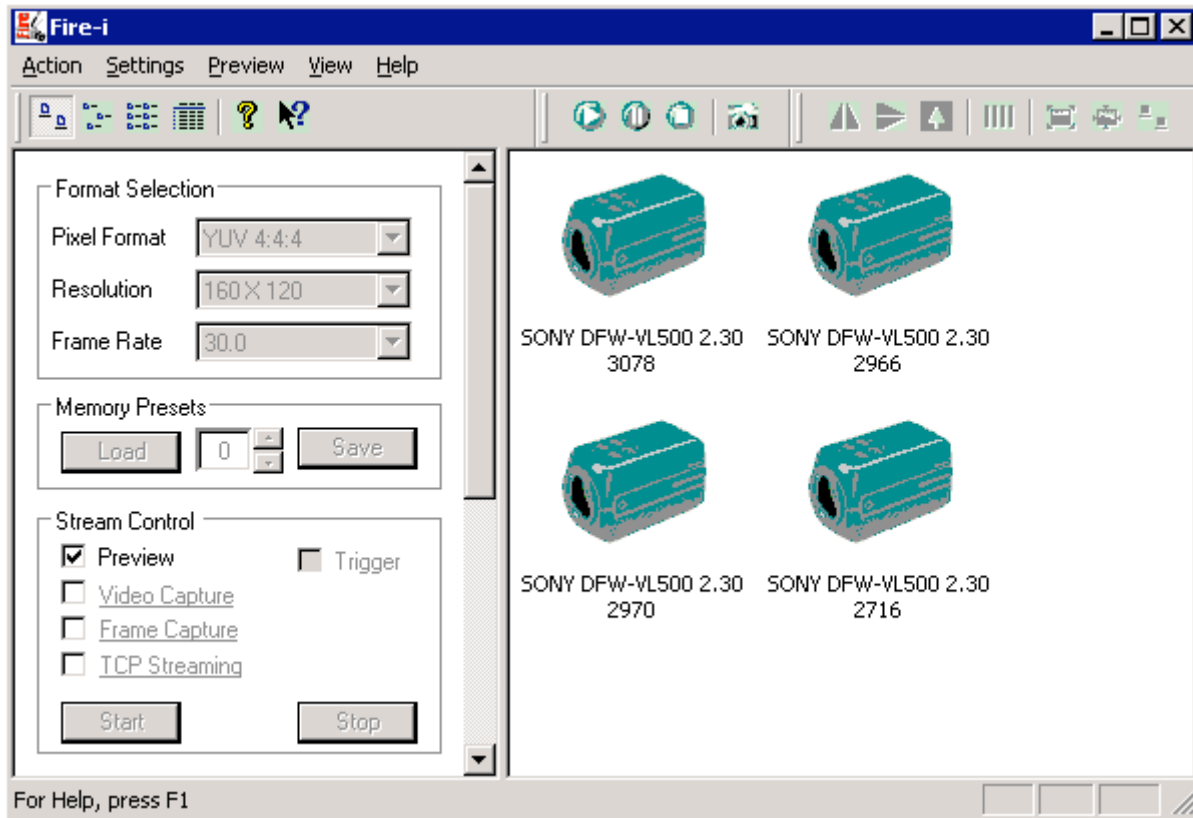 Fire-i
Action Settings Preview View Help
Format Selection
Pixel Format YUV 4:4:4
Resolution 160 X 120
Frame Rate 30.0
Memory Presets
Load 0 Save
Stream Control
Preview Trigger
Video Capture
Frame Capture
TCP Streaming
Start Stop
SONY DFW-VL500 2.30 3078
SONY DFW-VL500 2.30 2966
SONY DFW-VL500 2.30 2970
SONY DFW-VL500 2.30 2716
For Help, press F1